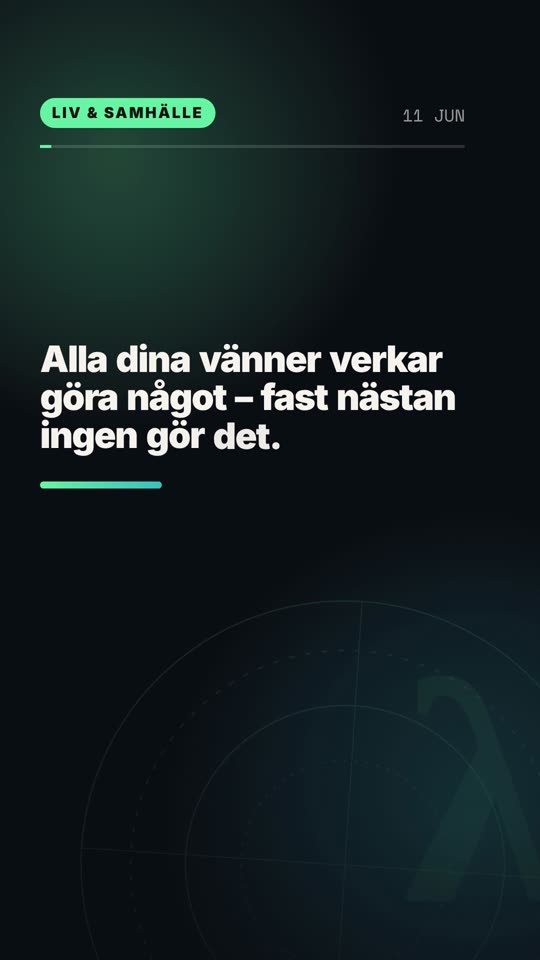 LIV & SAMHÄLLE
11 JUN
Alla dina vänner verkar
göra något – fast nästan
ingen gör det.
λ